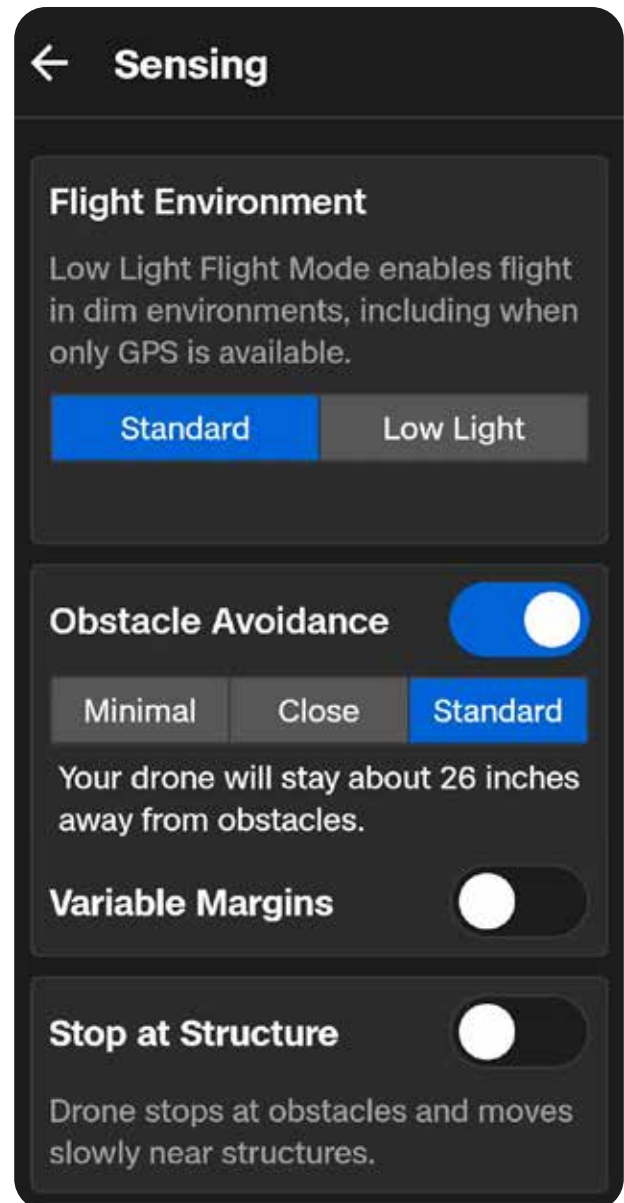 Sensing
Flight Environment
Low Light Flight Mode enables flight
in dim environments, including when
only GPS is available.
Standard Low Light
Obstacle Avoidance
Minimal Close Standard
Your drone will stay about 26 inches
away from obstacles.
Variable Margins
Stop at Structure
Drone stops at obstacles and moves
slowly near structures.